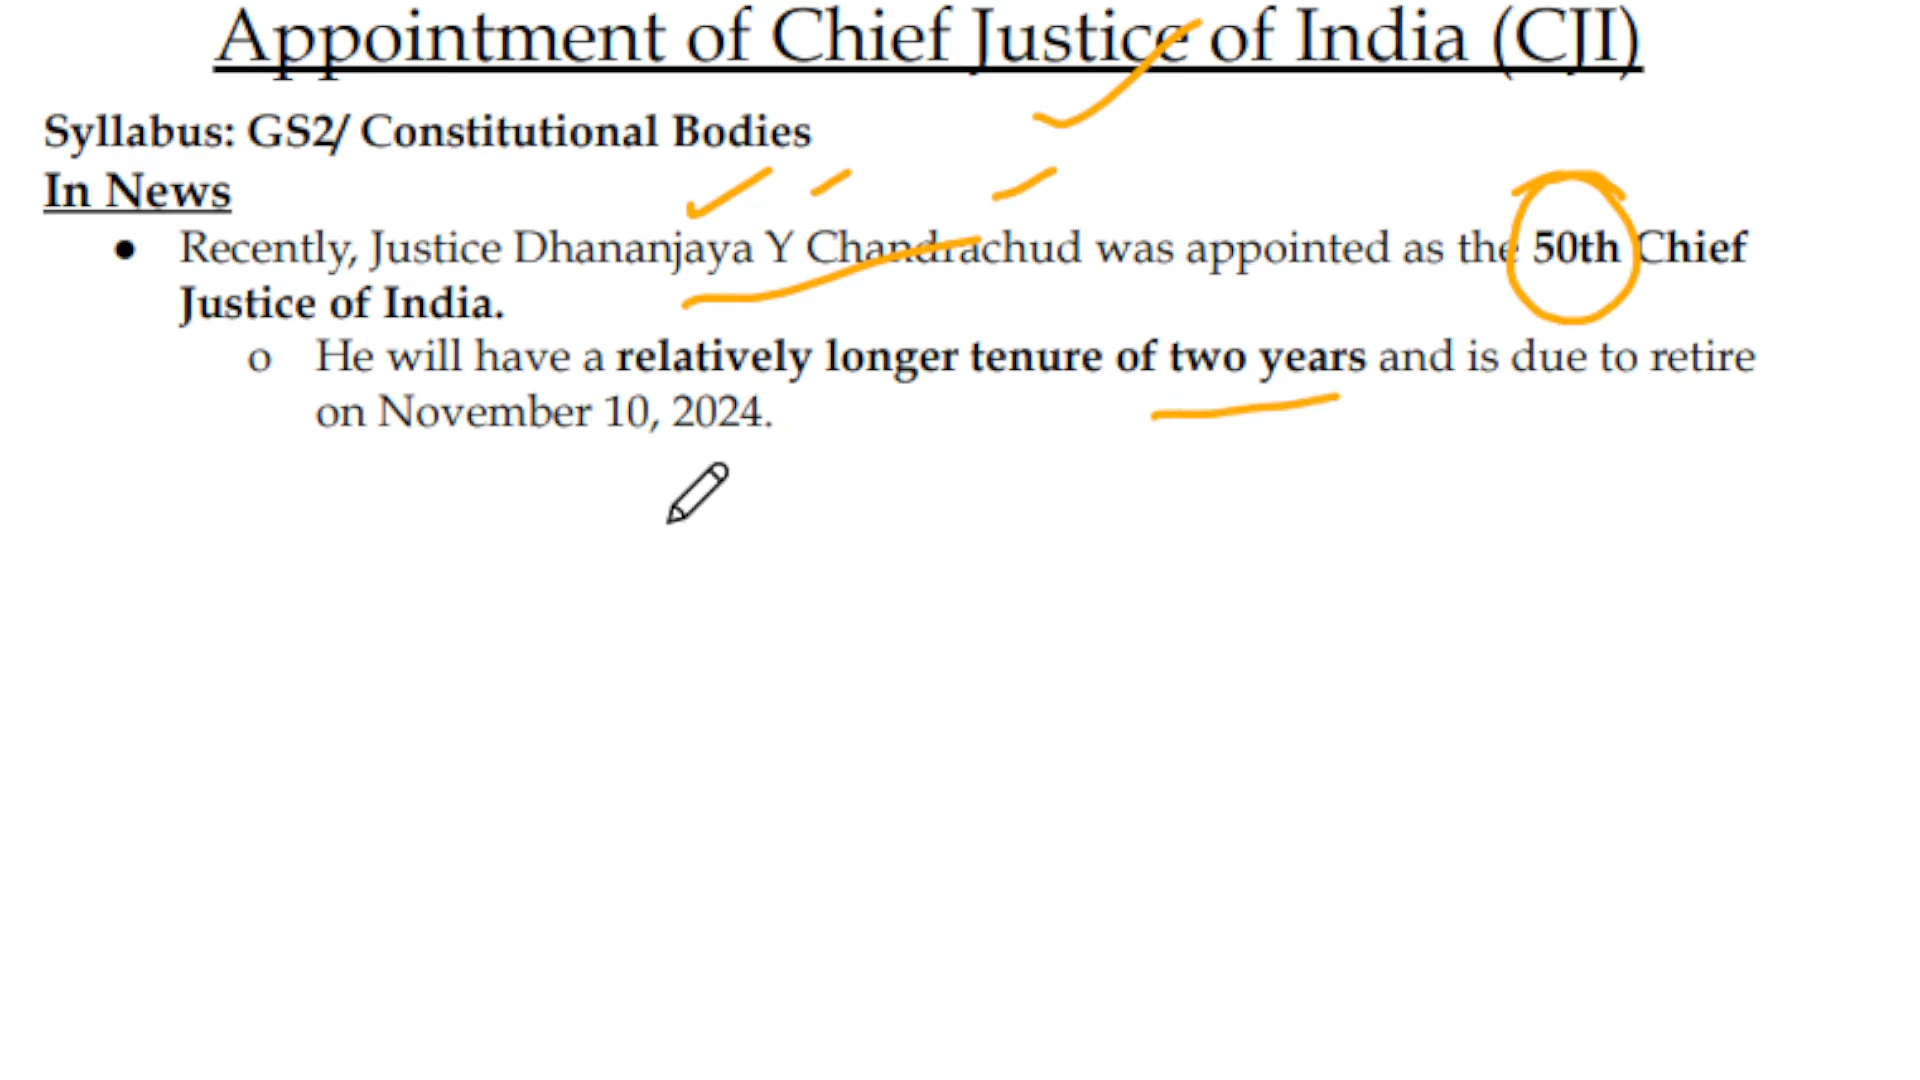 Appointment of Chief Justice of India (CJI)
Syllabus: GS2/ Constitutional Bodies
In News
● Recently, Justice Dhananjaya Y Chandrachud was appointed as the 50th Chief
Justice of India.
o He will have a relatively longer tenure of two years and is due to retire
on November 10, 2024.